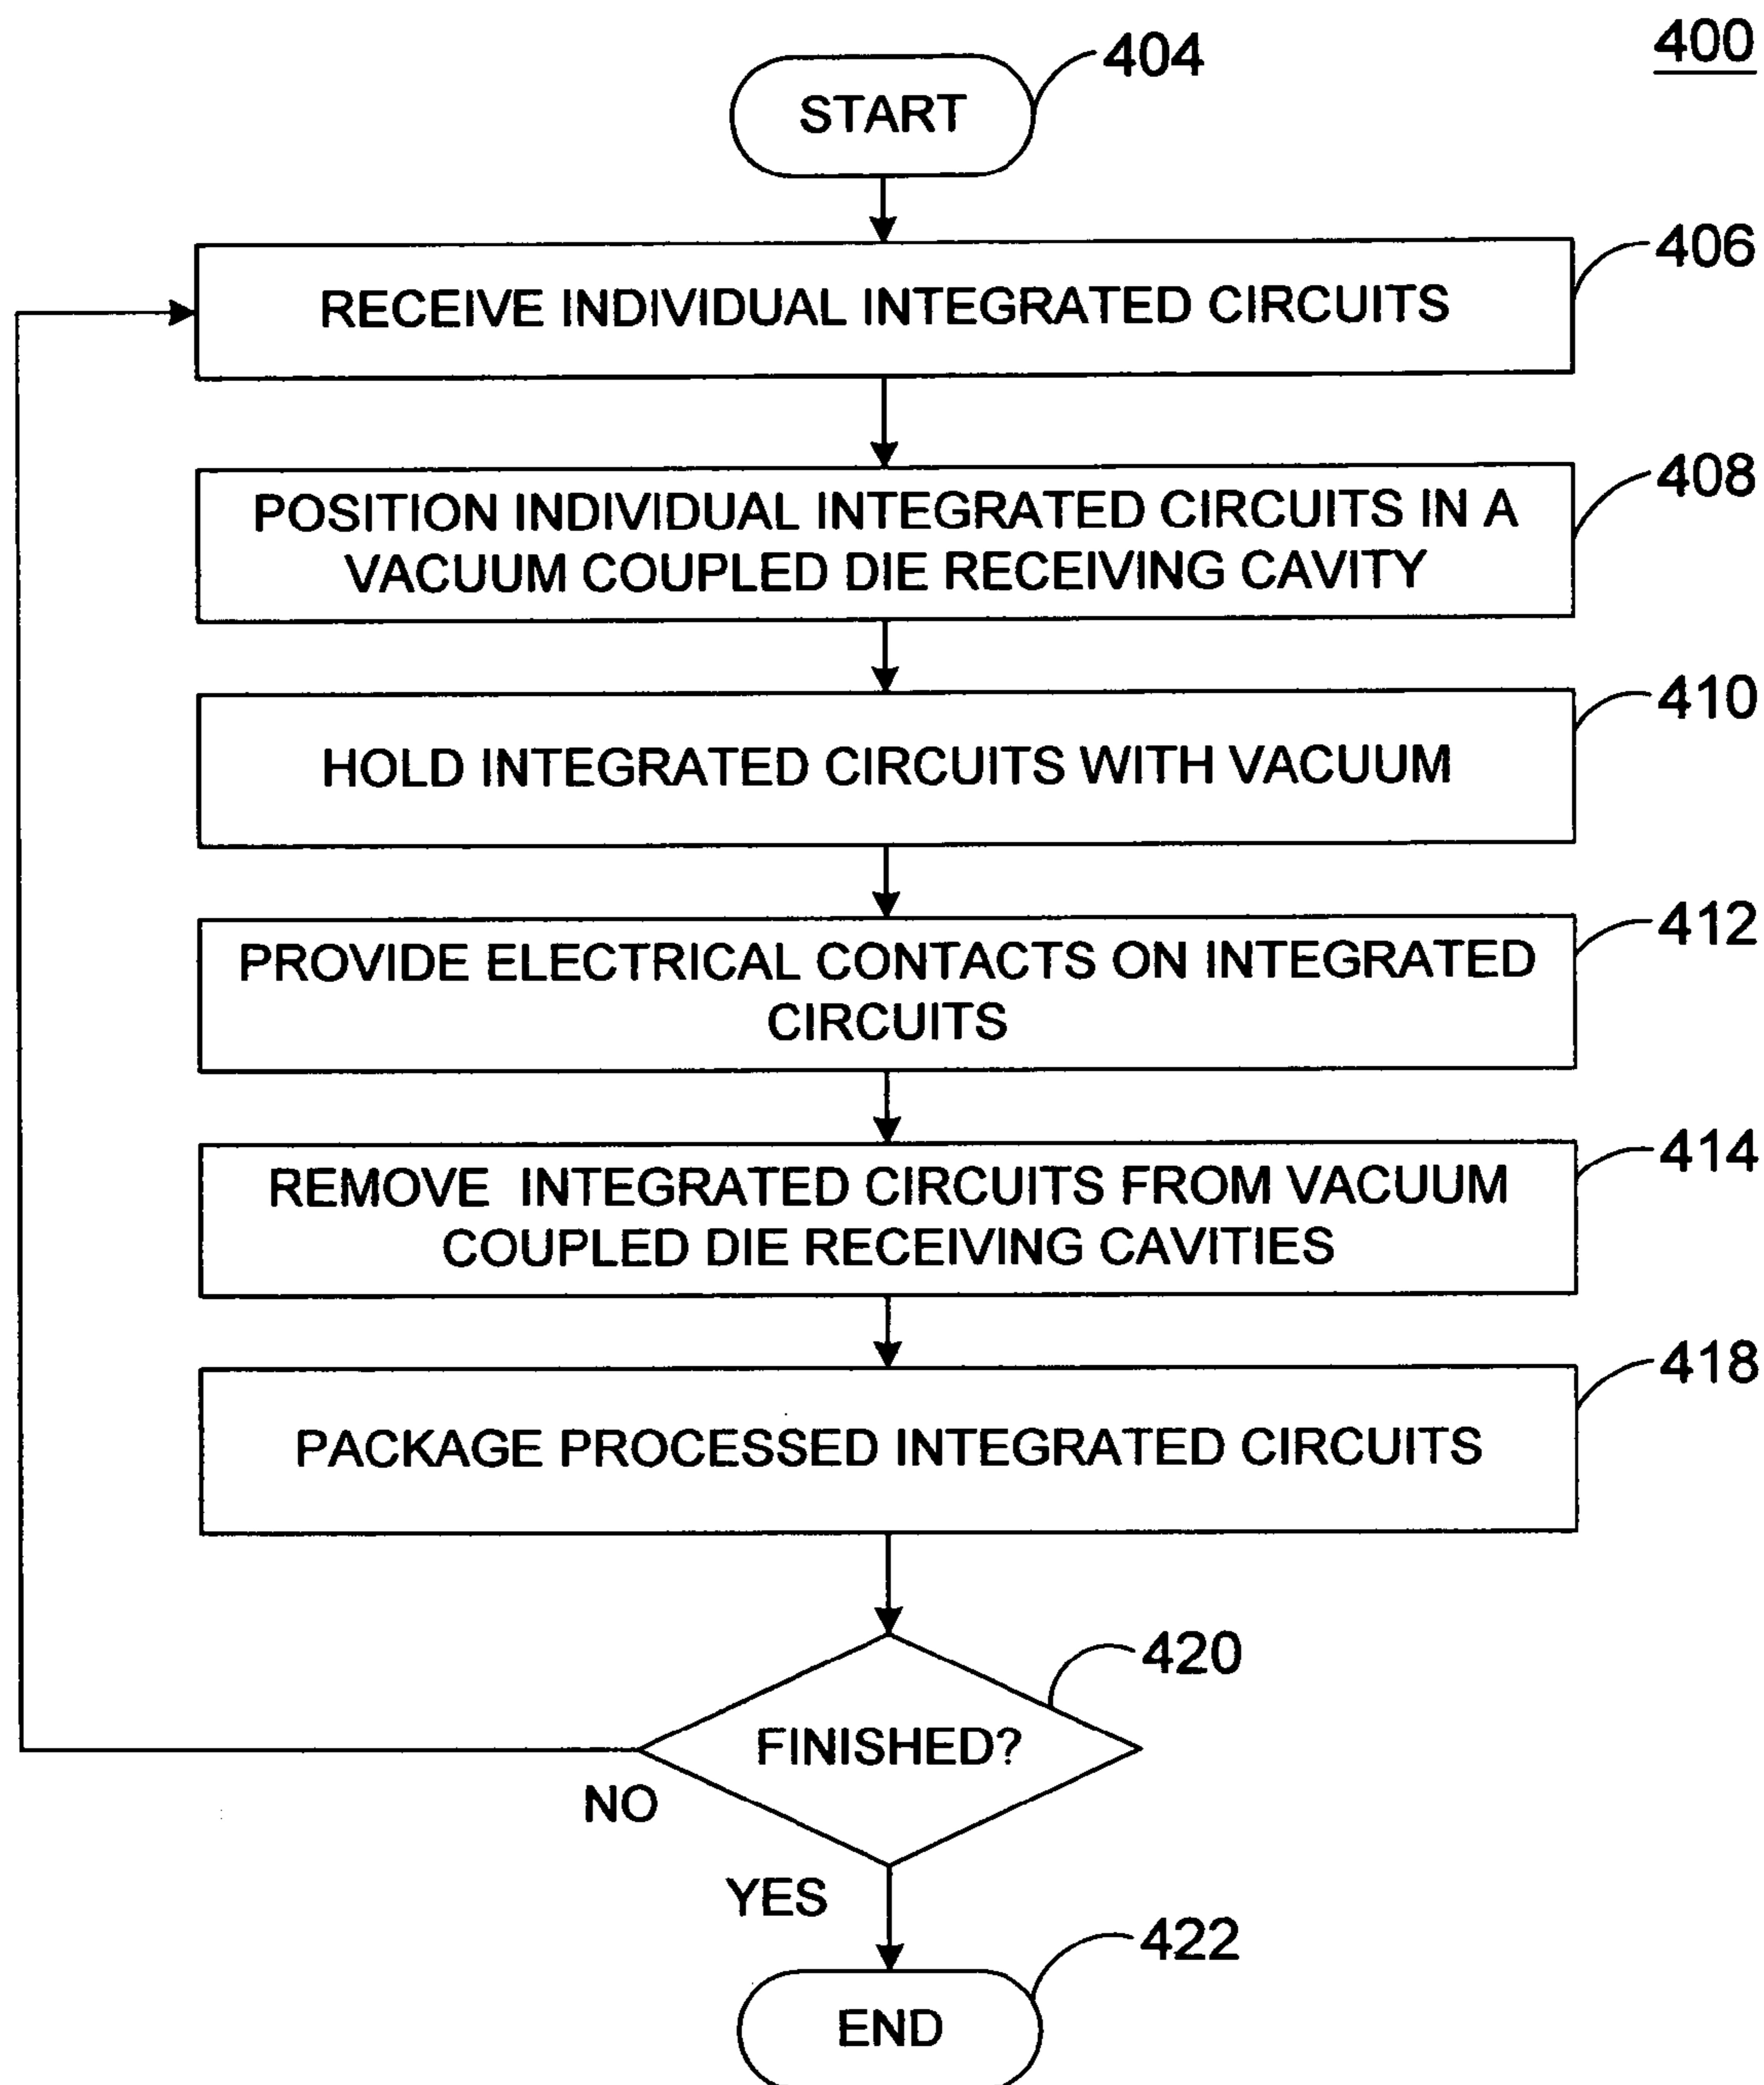 400
404
START
406
RECEIVE INDIVIDUAL INTEGRATED CIRCUITS
408
POSITION INDIVIDUAL INTEGRATED CIRCUITS IN A
VACUUM COUPLED DIE RECEIVING CAVITY
410
HOLD INTEGRATED CIRCUITS WITH VACUUM
412
PROVIDE ELECTRICAL CONTACTS ON INTEGRATED
CIRCUITS
414
REMOVE INTEGRATED CIRCUITS FROM VACUUM
COUPLED DIE RECEIVING CAVITIES
418
PACKAGE PROCESSED INTEGRATED CIRCUITS
420
FINISHED?
NO
YES
422
END